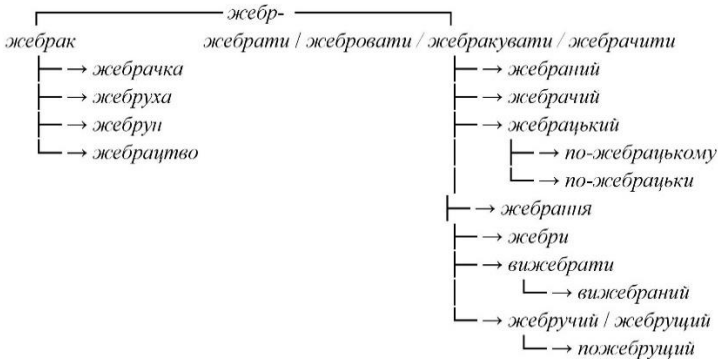 жебр-
жебрак жебрати / жебровати / жебракувати / жебрачити
→ жебрачка → жебраний
→ жебруха → жебрачий
→ жебрун → жебрацький
→ жебрацтво → по-жебрацькому
→ по-жебрацьки
→ жебрання
→ жебри
→ вижебрати
→ вижебраний
→ жебручий / жебрущий
→ пожебрущий